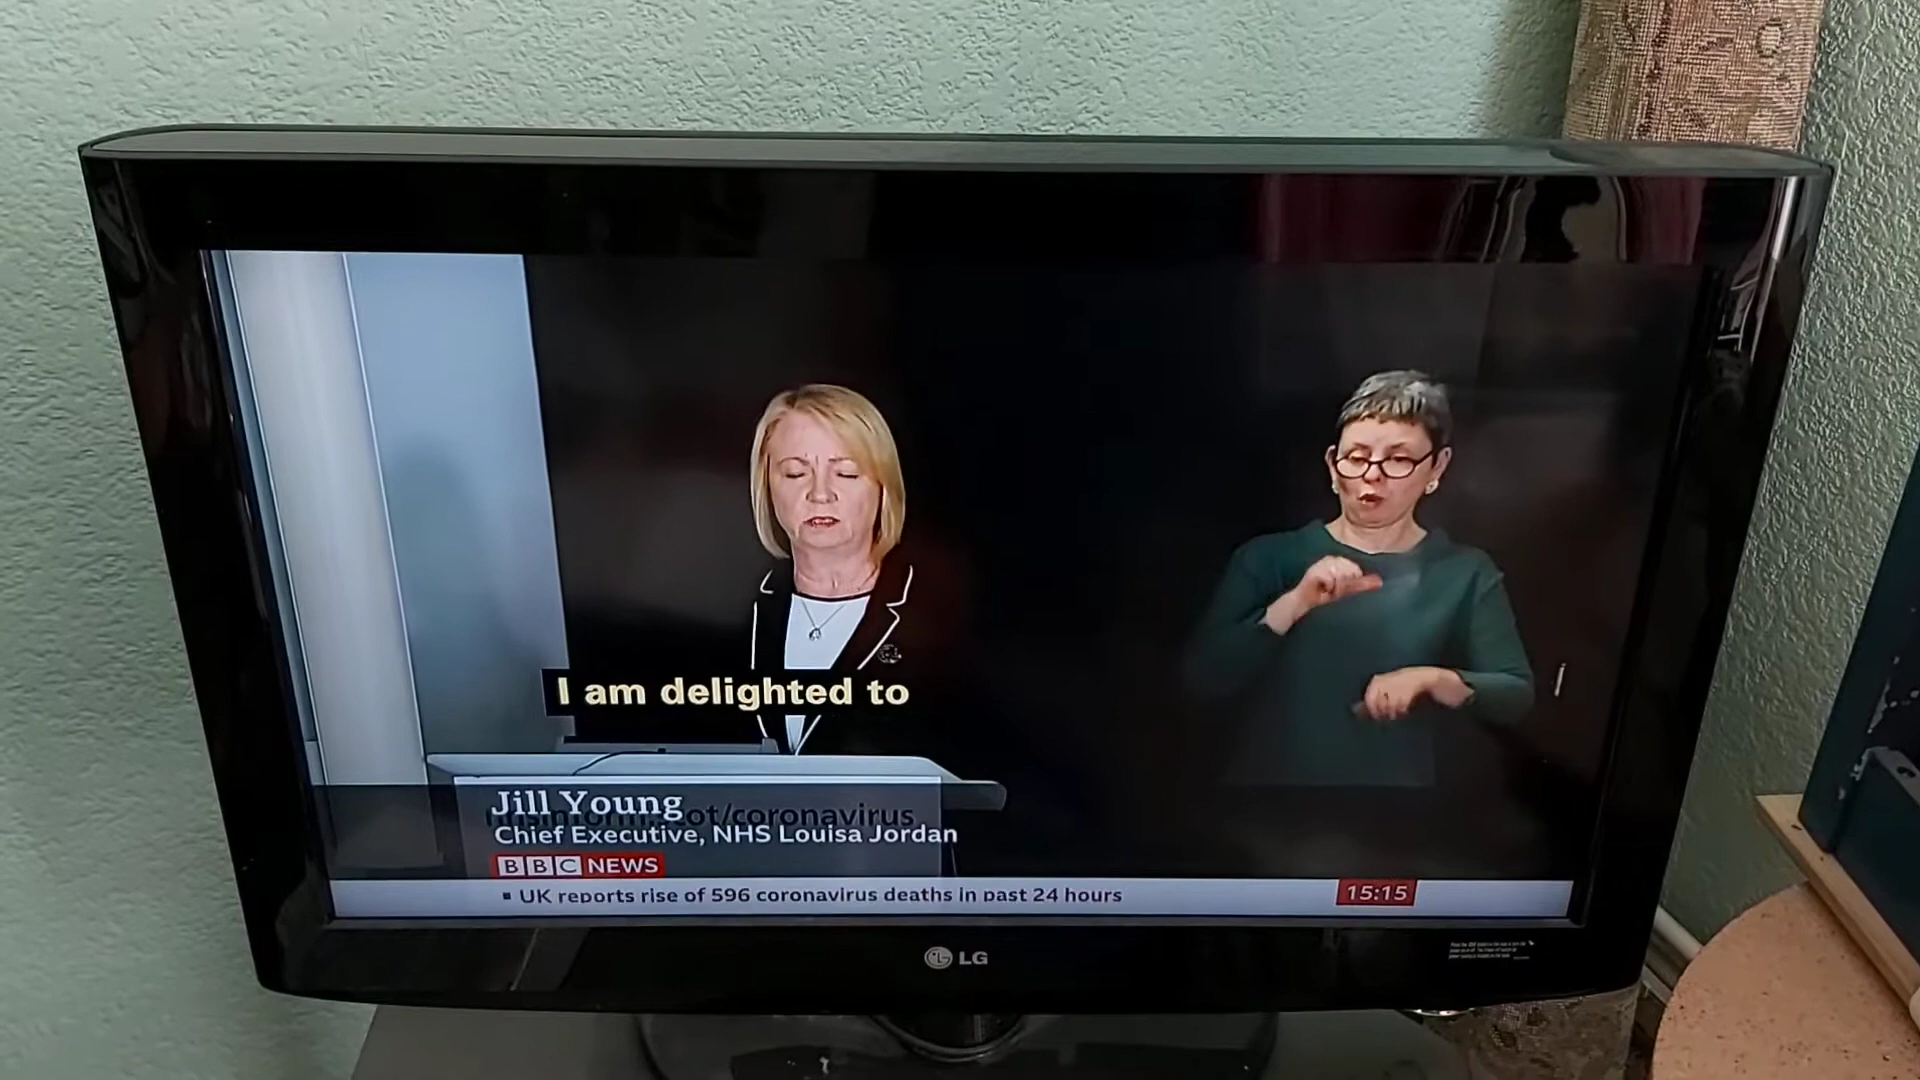 I am delighted to
Jill Young
ot/coronavirus
Chief Executive, NHS Louisa Jordan
BBC NEWS
▪ UK reports rise of 596 coronavirus deaths in past 24 hours
15:15
LG